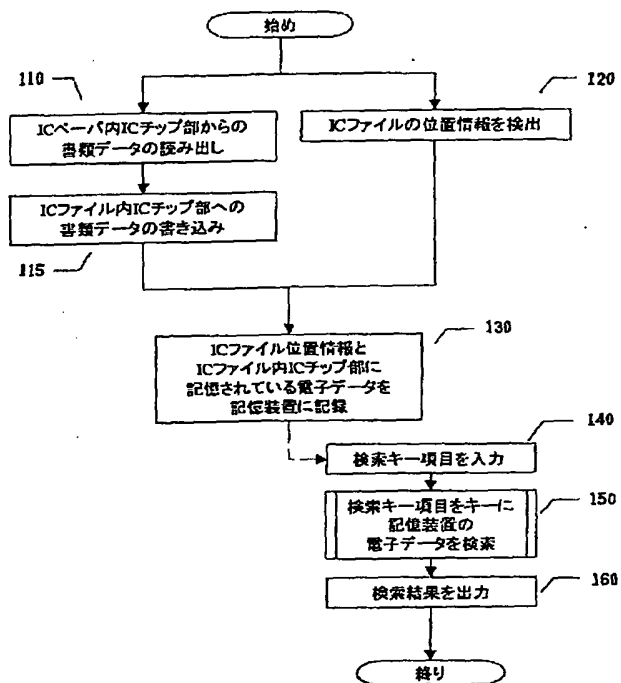 始め
110
ICペーパ内ICチップ部からの
書類データの読み出し
120
ICファイルの位置情報を検出
ICファイル内ICチップ部への
書類データの書き込み
115
130
ICファイル位置情報と
ICファイル内ICチップ部に
記憶されている電子データを
記憶装置に記録
140
検索キー項目を入力
150
検索キー項目をキーに
記憶装置の
電子データを検索
検索結果を出力
160
終り